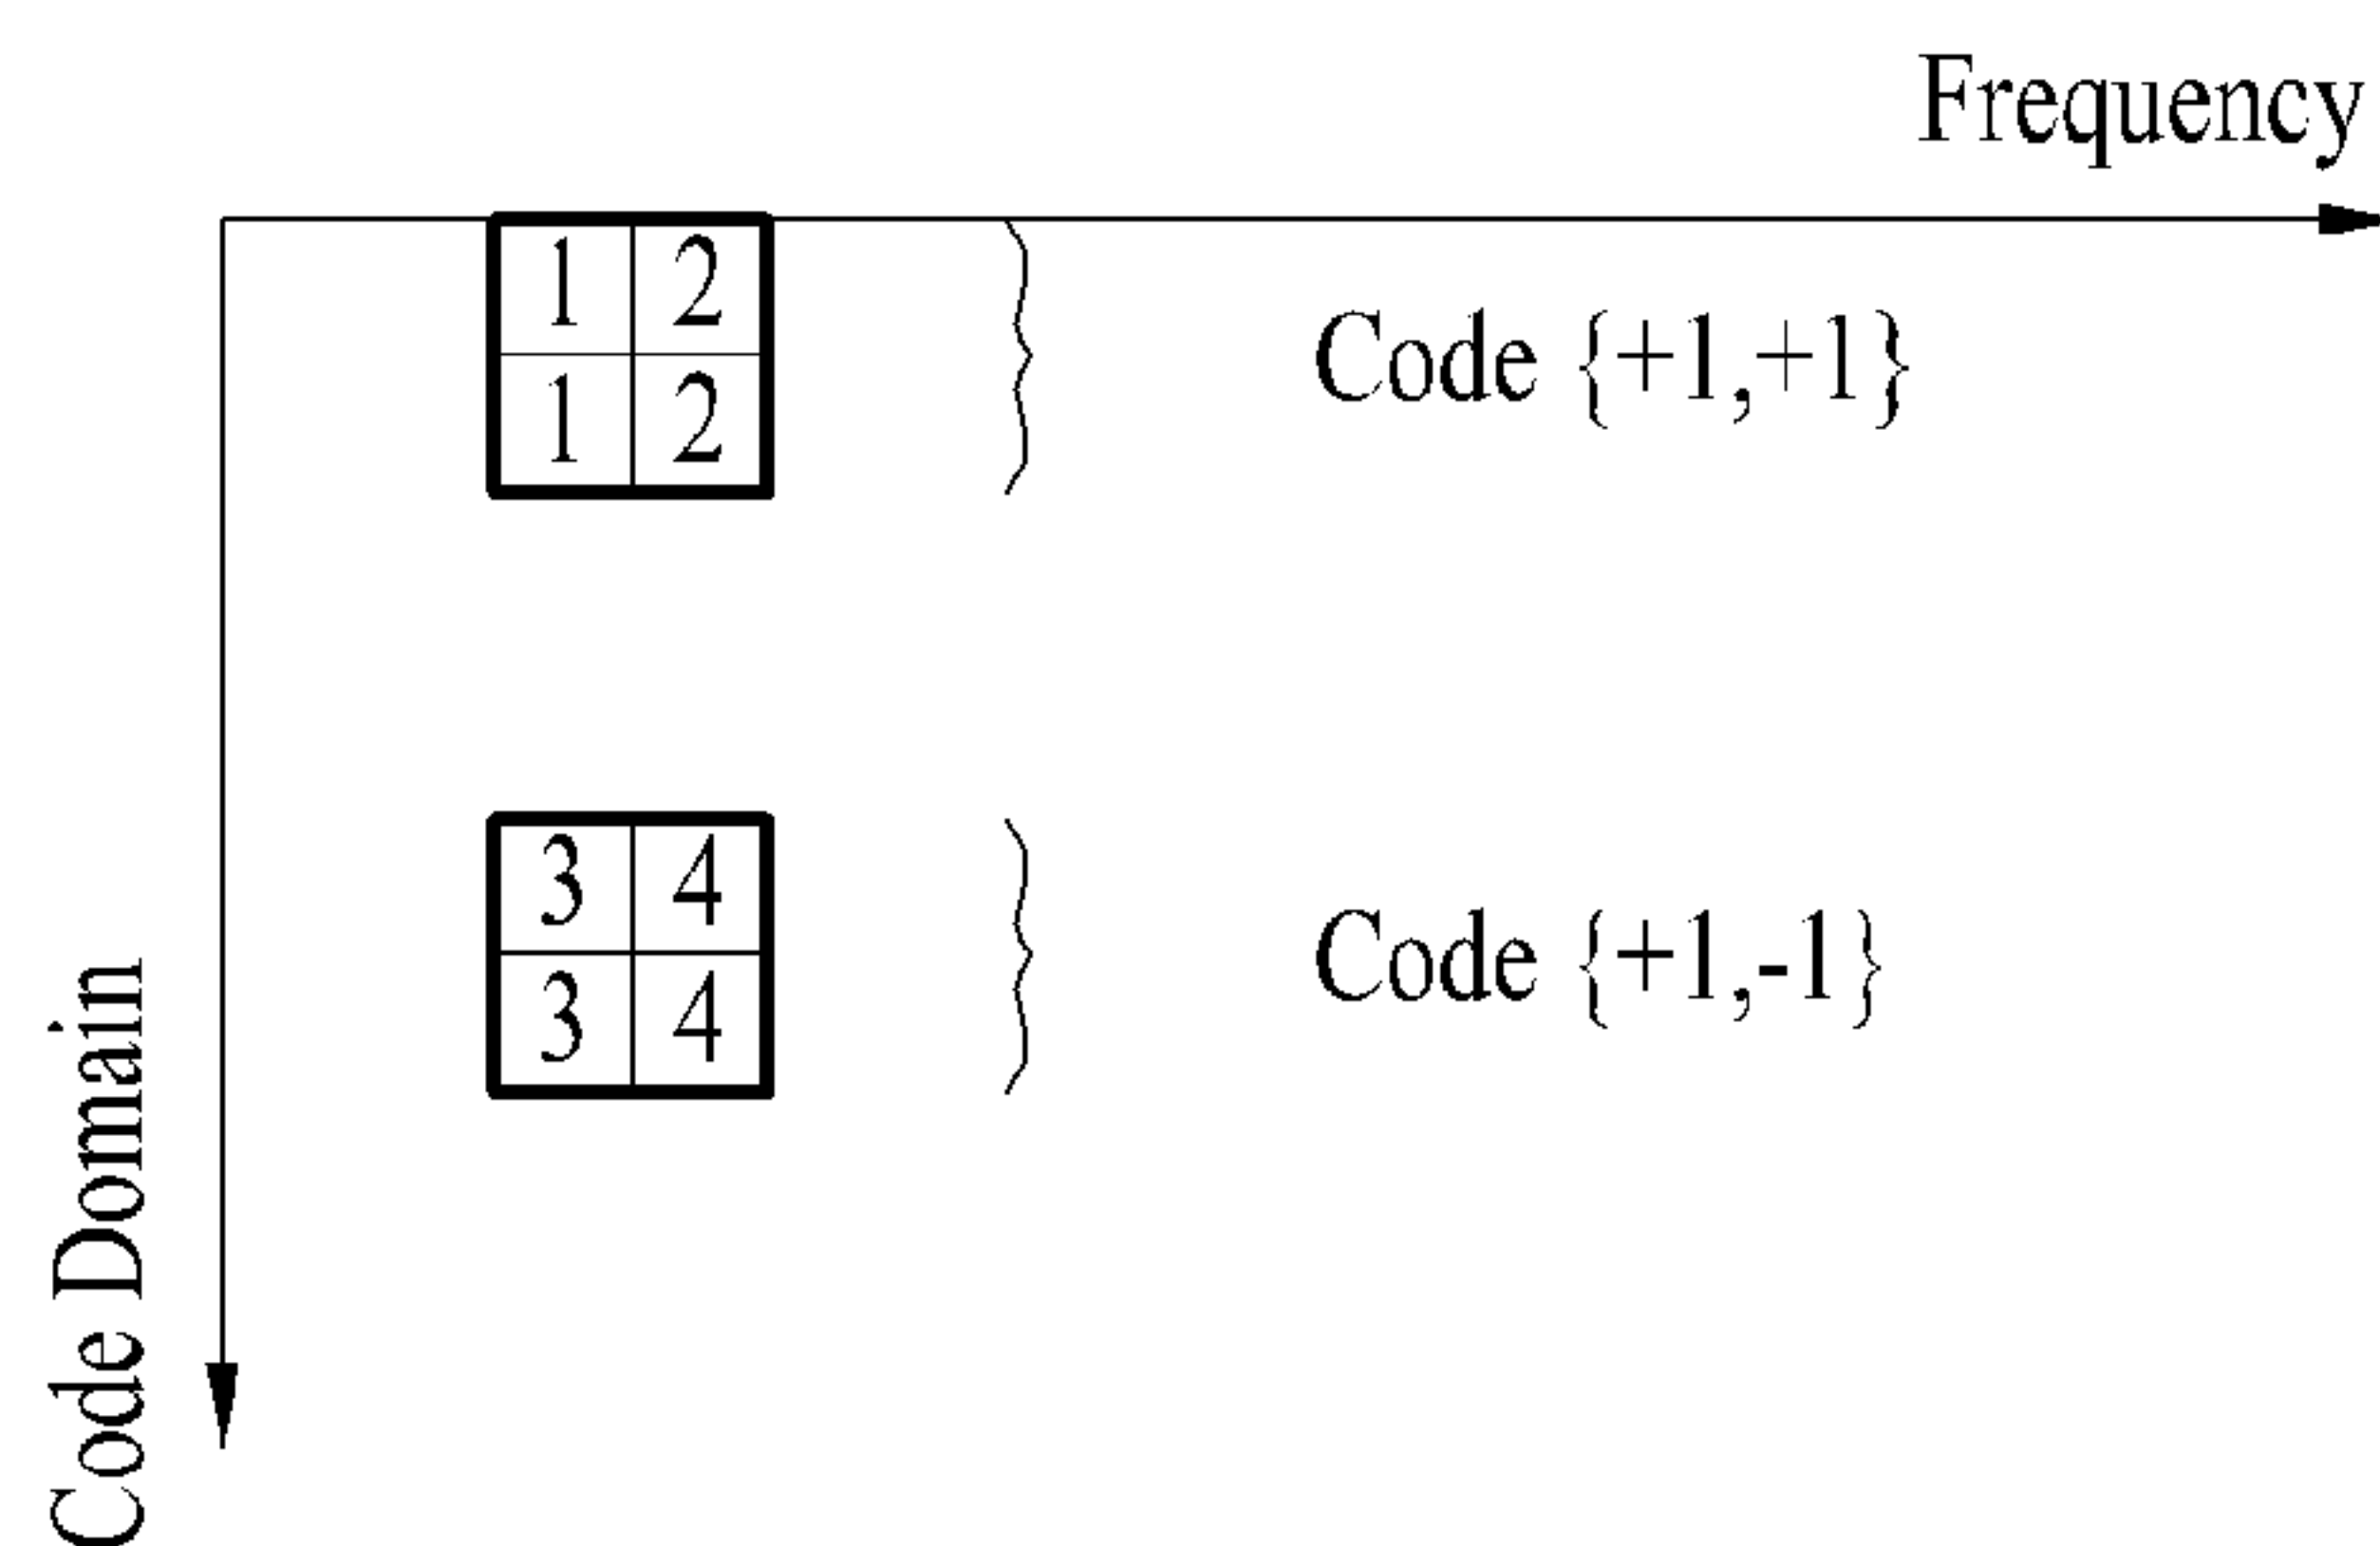 Frequency
1 2
1 2
Code {+1,+1}
3 4
3 4
Code {+1,-1}
Code Domain